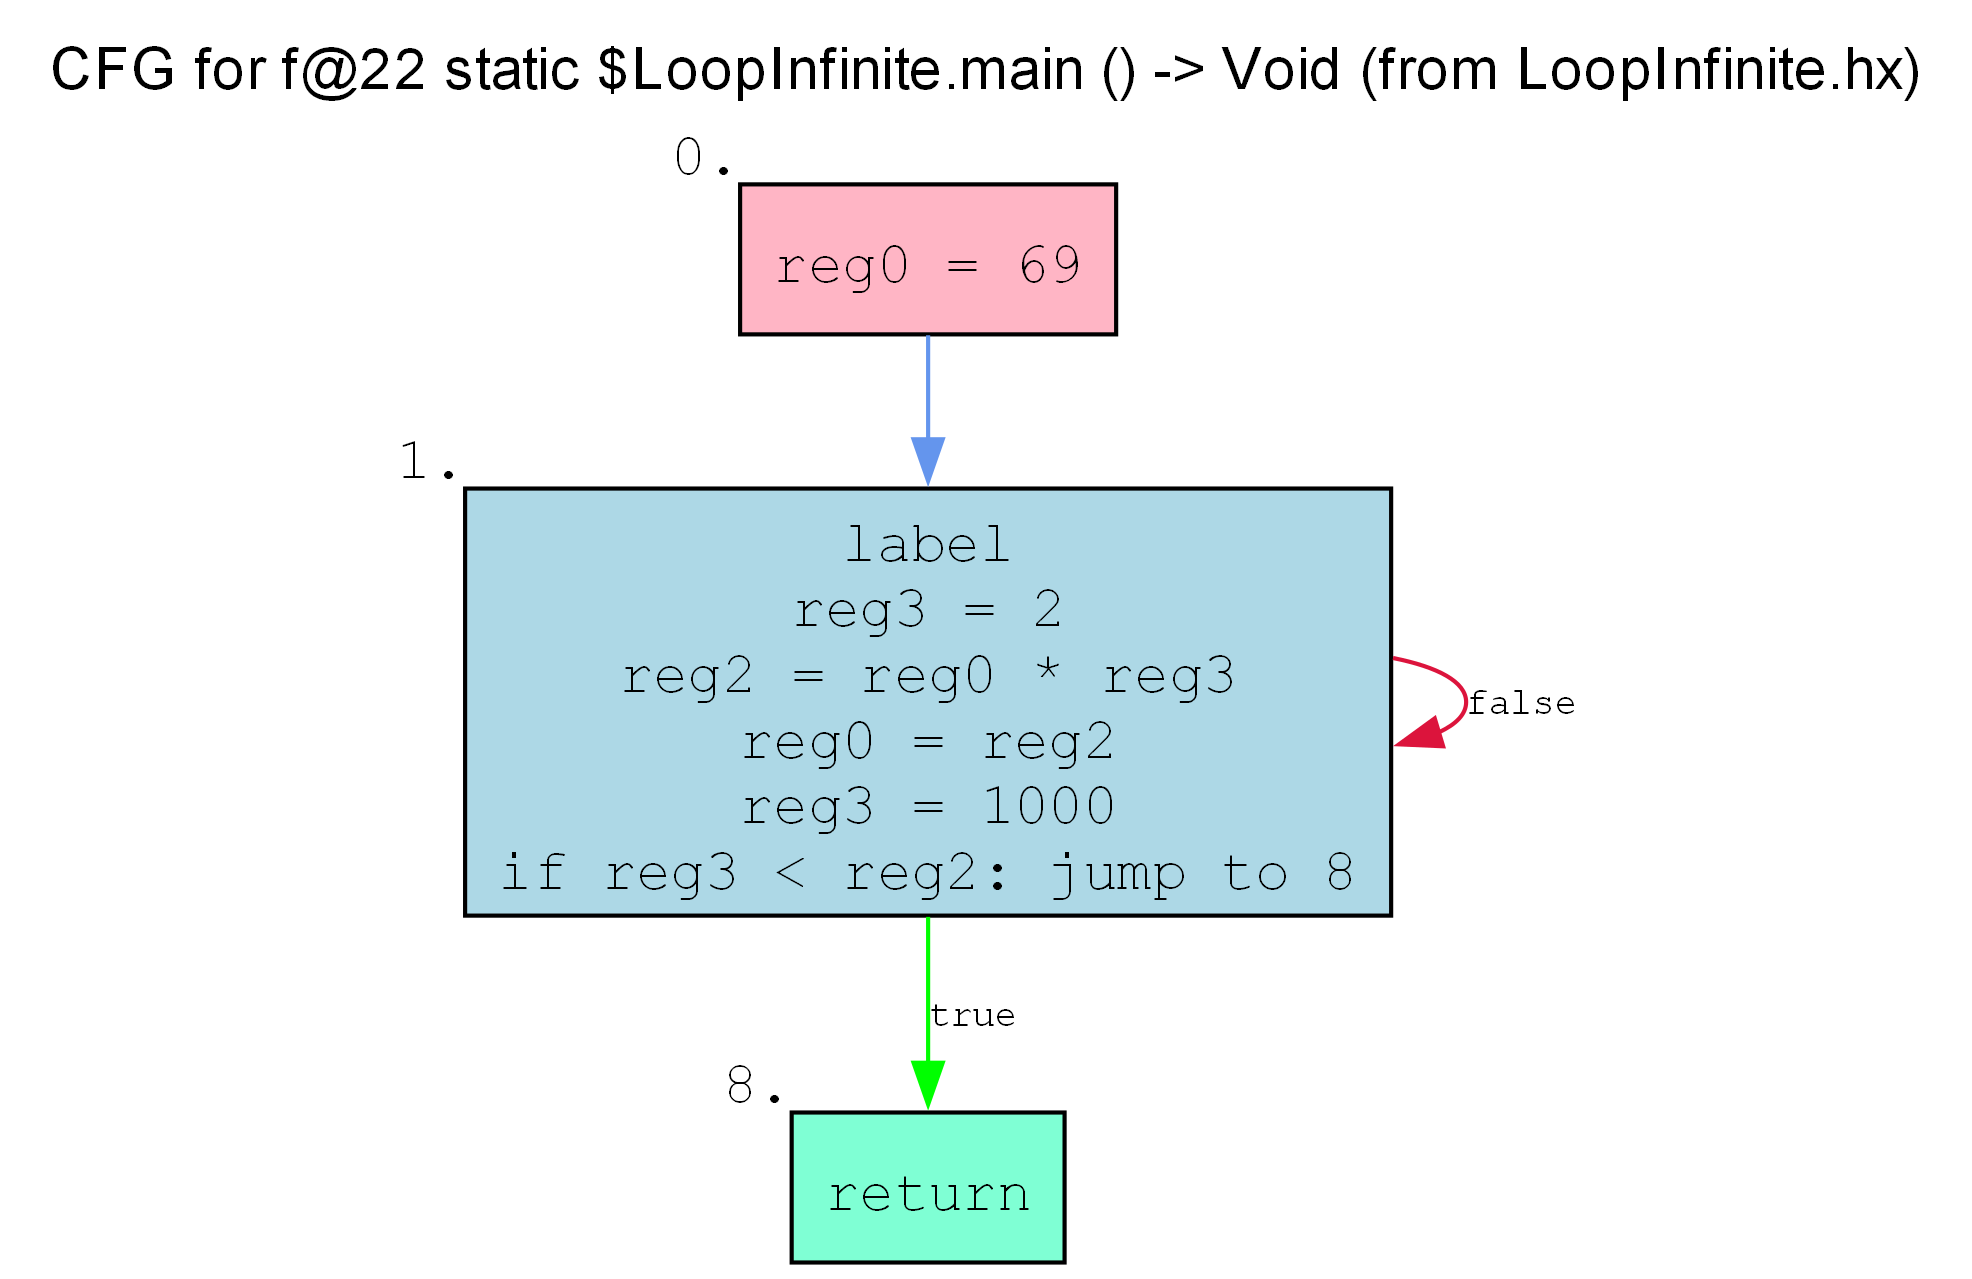 CFG for f@22 static $LoopInfinite.main () -> Void (from LoopInfinite.hx)
0.
reg0 = 69
1.
label
reg3 = 2
reg2 = reg0 * reg3
reg0 = reg2
reg3 = 1000
if reg3 < reg2: jump to 8
false
true
8.
return